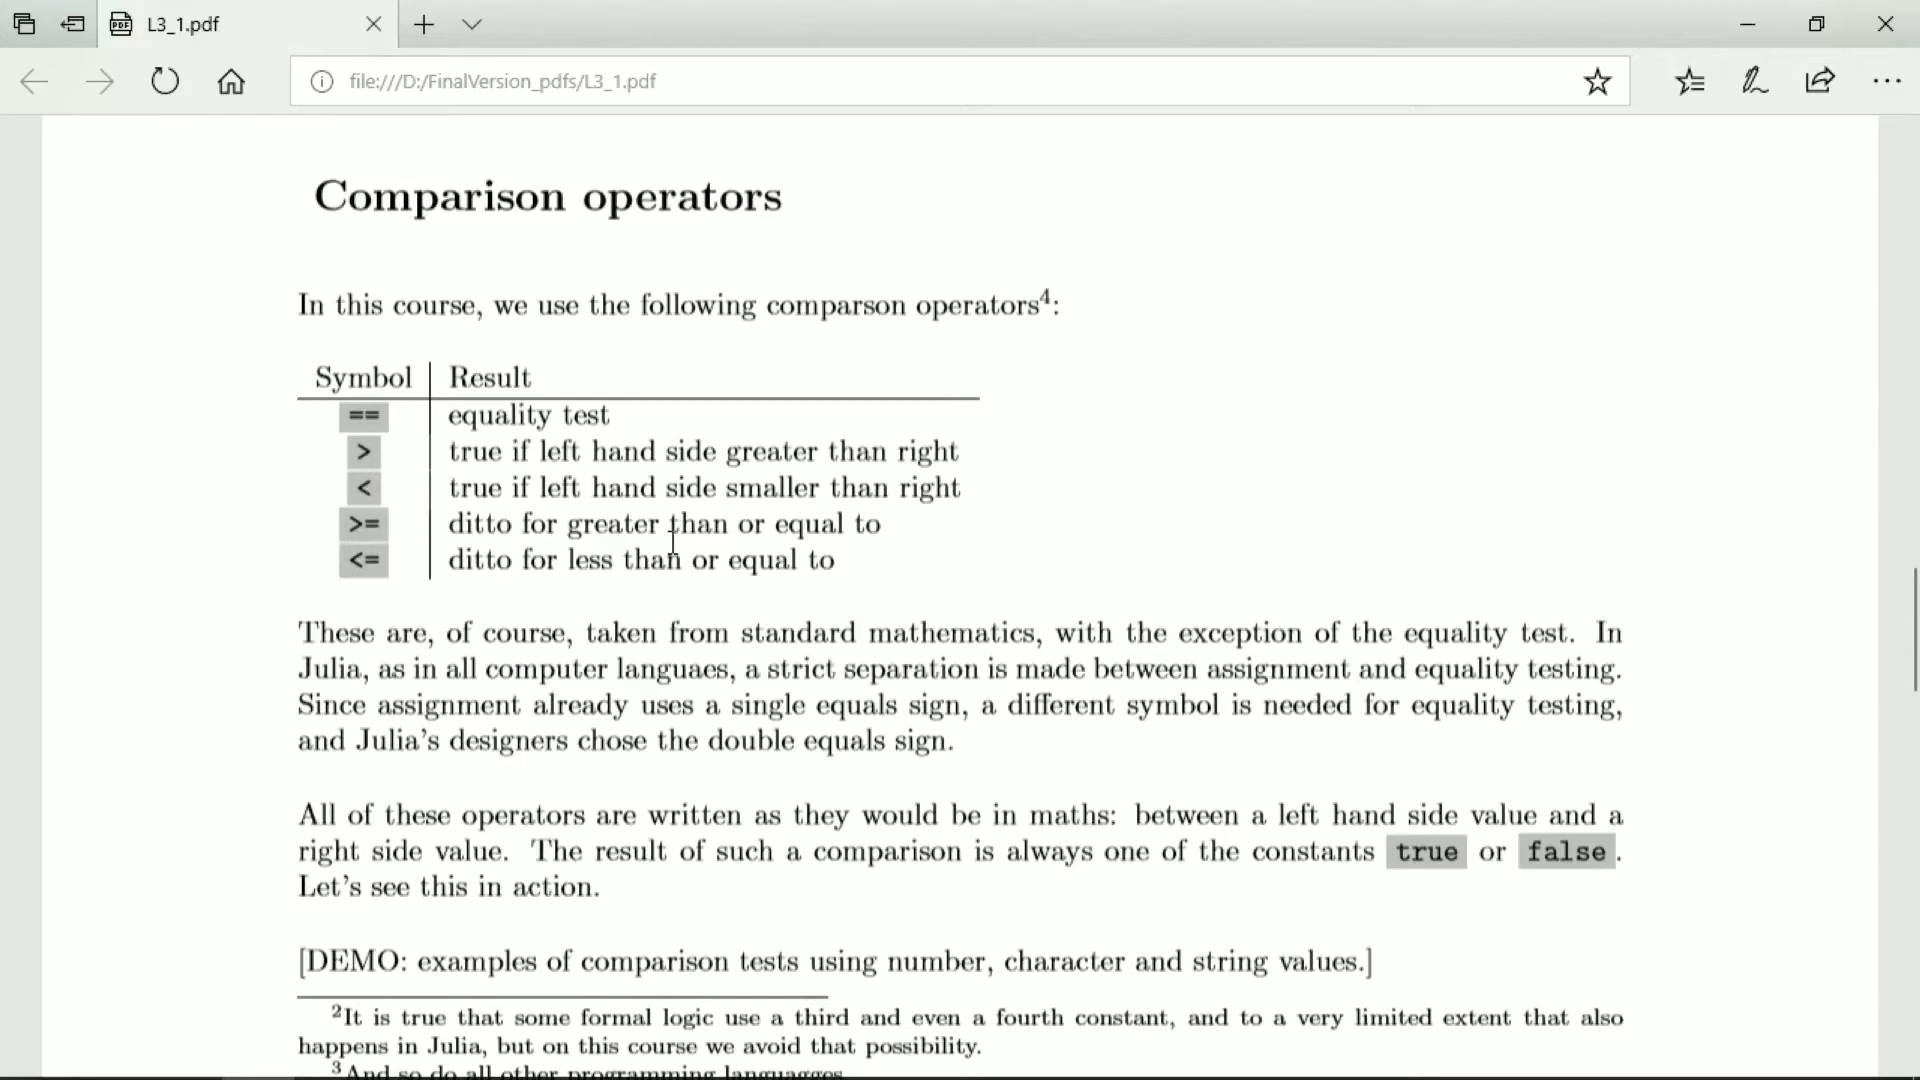 L3_1.pdf
file:///D:/FinalVersion_pdfs/L3_1.pdf
Comparison operators
In this course, we use the following comparson operators⁴:
Symbol Result
== equality test
> true if left hand side greater than right
< true if left hand side smaller than right
>= ditto for greater than or equal to
<= ditto for less than or equal to
These are, of course, taken from standard mathematics, with the exception of the equality test. In
Julia, as in all computer languaes, a strict separation is made between assignment and equality testing.
Since assignment already uses a single equals sign, a different symbol is needed for equality testing,
and Julia's designers chose the double equals sign.
All of these operators are written as they would be in maths: between a left hand side value and a
right side value. The result of such a comparison is always one of the constants true or false.
Let's see this in action.
[DEMO: examples of comparison tests using number, character and string values.]
²It is true that some formal logic use a third and even a fourth constant, and to a very limited extent that also
happens in Julia, but on this course we avoid that possibility.
³And so do all other programming languagges